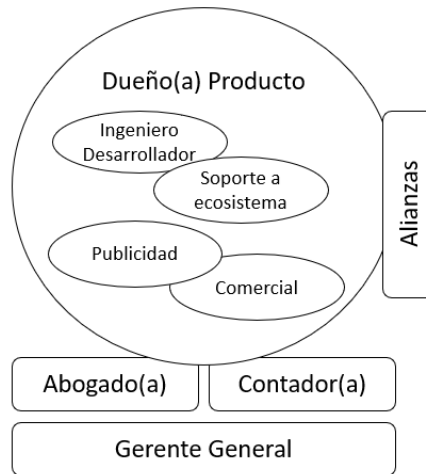 Dueño(a) Producto
Ingeniero
Desarrollador
Soporte a
ecosistema
Publicidad
Comercial
Alianzas
Abogado(a)
Contador(a)
Gerente General